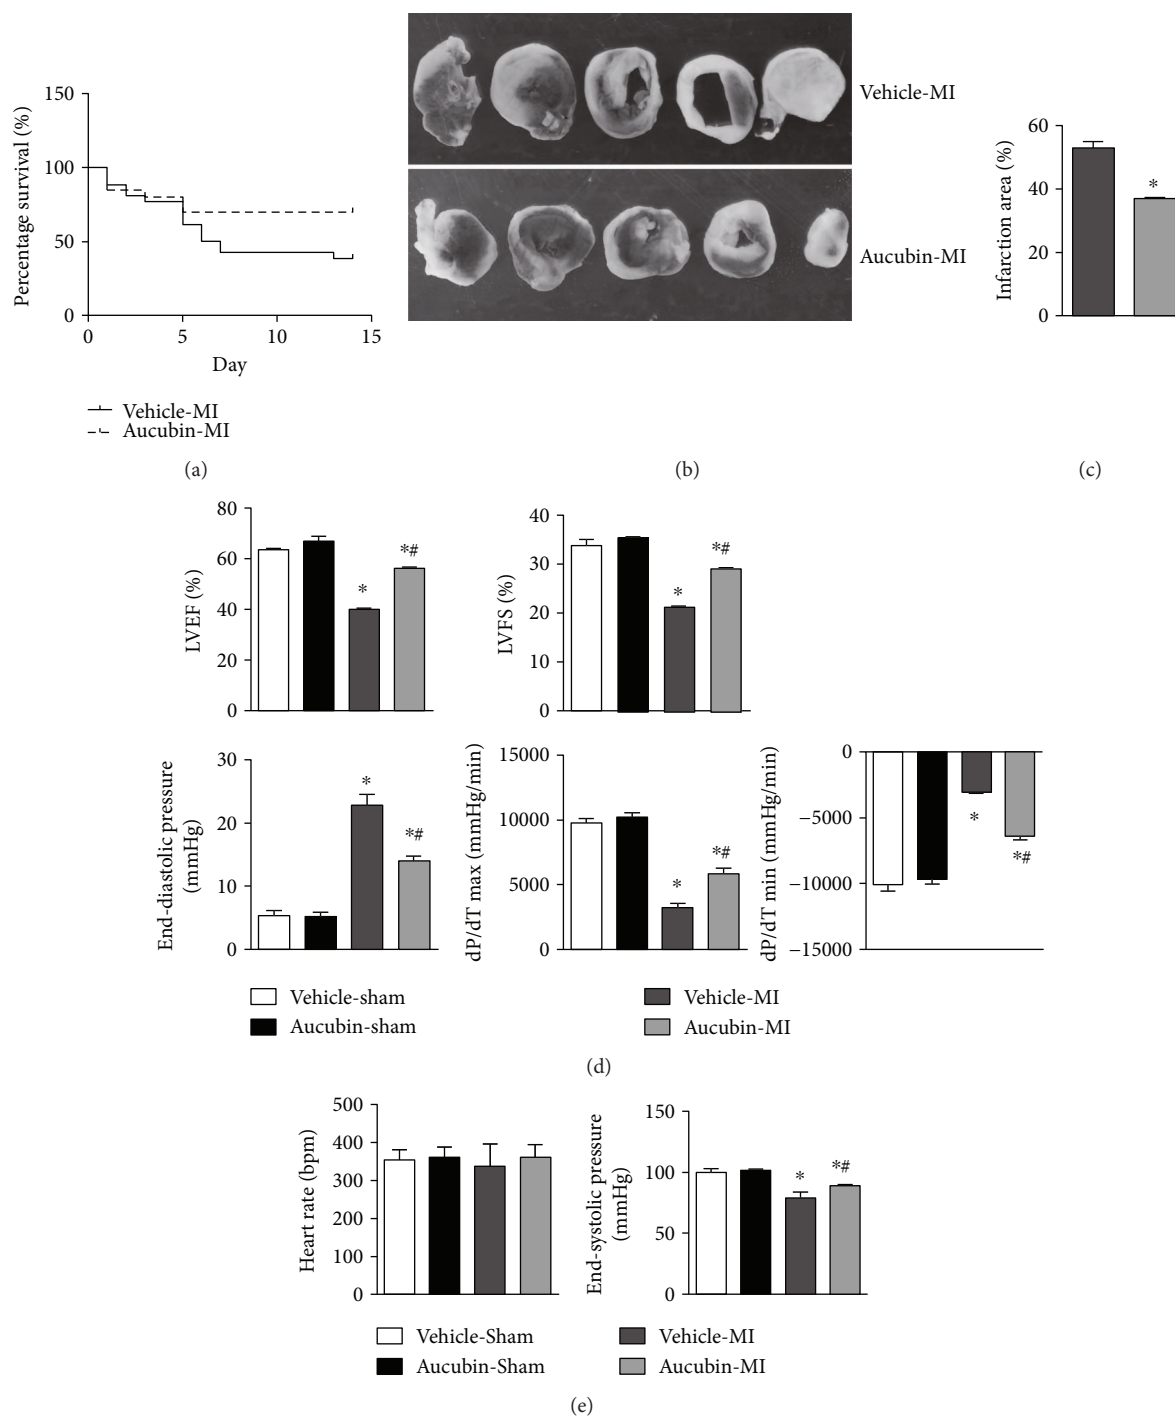 150
100
50
0
Percentage survival (%)
0 5 10 15
Day
Vehicle-MI
Aucubin-MI
(a)
Vehicle-MI
Aucubin-MI
(b)
60
40
20
0
Infarction area (%)
*
(c)
80
60
40
20
0
LVEF (%)
*
*#
40
30
20
10
0
LVFS (%)
*
*#
30
20
10
0
End-diastolic pressure
(mmHg)
*
*#
15000
10000
5000
0
dP/dT max (mmHg/min)
*
*#
0
−5000
−10000
−15000
dP/dT min (mmHg/min)
*
*#
Vehicle-sham
Aucubin-sham
Vehicle-MI
Aucubin-MI
(d)
500
400
300
200
100
0
Heart rate (bpm)
150
100
50
0
End-systolic pressure
(mmHg)
*
*#
Vehicle-Sham
Aucubin-Sham
Vehicle-MI
Aucubin-MI
(e)